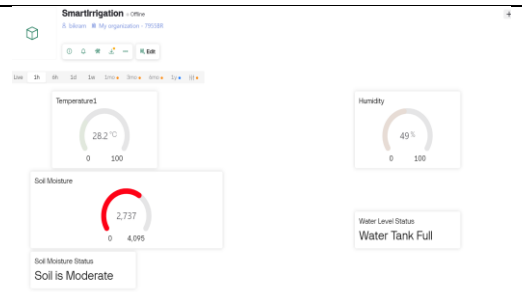 SmartIrrigation Offline
bikram My organization - 7955BR
Edit
Live 1h 6h 1d 1w 1mo 3mo 6mo 1y
Temperature1
28.2 °C
0 100
Humidity
49 %
0 100
Soil Moisture
2,737
0 4,095
Water Level Status
Water Tank Full
Soil Moisture Status
Soil is Moderate